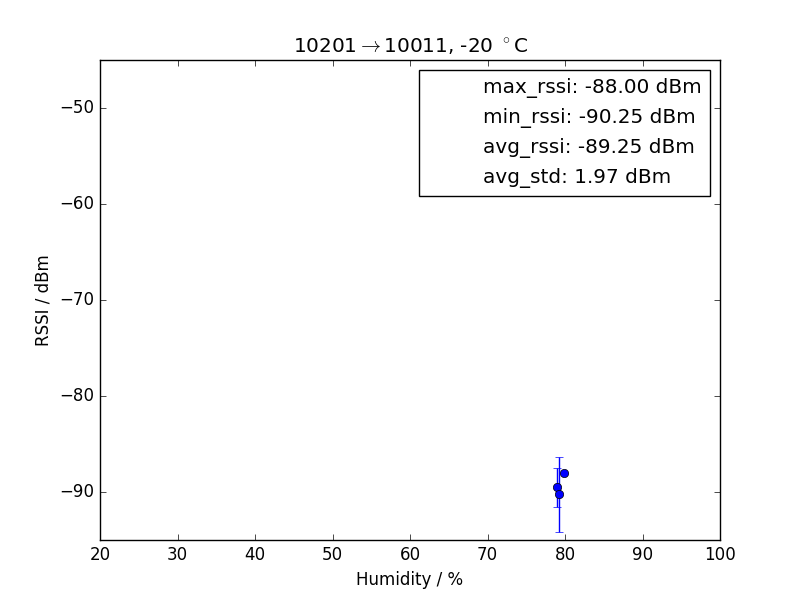 10201→10011, -20 °C
max_rssi: -88.00 dBm
min_rssi: -90.25 dBm
avg_rssi: -89.25 dBm
avg_std: 1.97 dBm
RSSI / dBm
−50
−60
−70
−80
−90
20 30 40 50 60 70 80 90 100
Humidity / %